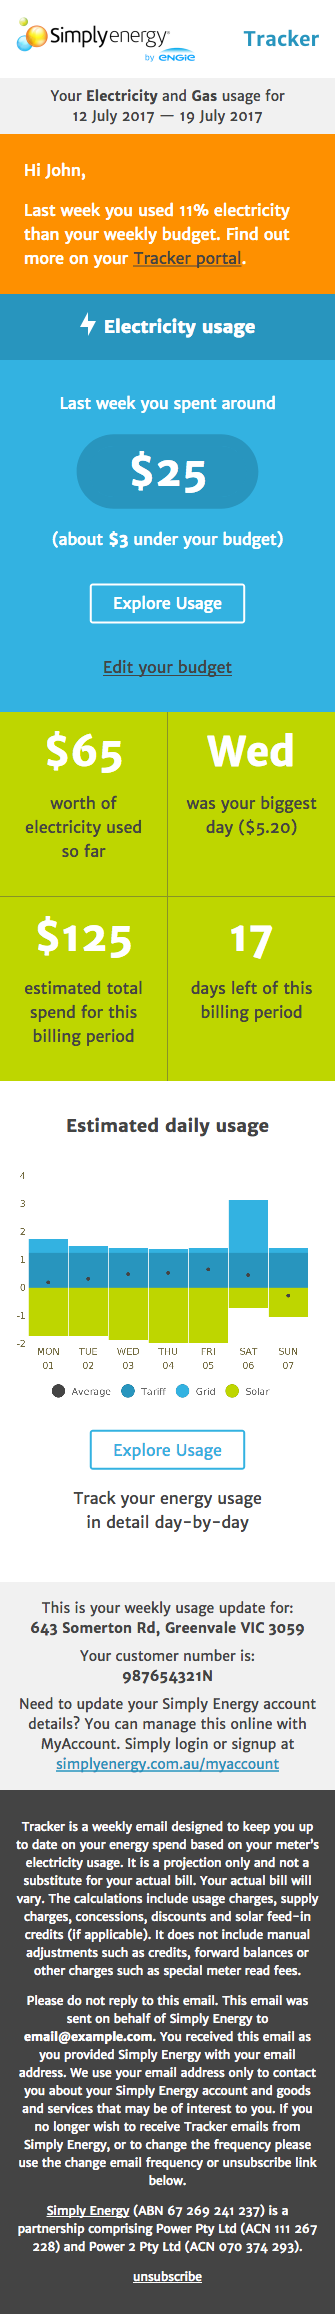 Simplyenergy
by ENGIE
Tracker
Your Electricity and Gas usage for
12 July 2017 — 19 July 2017
Hi John,
Last week you used 11% electricity
than your weekly budget. Find out
more on your Tracker portal.
Electricity usage
Last week you spent around
$25
(about $3 under your budget)
Explore Usage
Edit your budget
$65
worth of
electricity used
so far
Wed
was your biggest
day ($5.20)
$125
estimated total
spend for this
billing period
17
days left of this
billing period
Estimated daily usage
4
3
2
1
0
-1
-2
MON TUE WED THU FRI SAT SUN
01 02 03 04 05 06 07
Average Tariff Grid Solar
Explore Usage
Track your energy usage
in detail day-by-day
This is your weekly usage update for:
643 Somerton Rd, Greenvale VIC 3059
Your customer number is:
987654321N
Need to update your Simply Energy account
details? You can manage this online with
MyAccount. Simply login or signup at
simplyenergy.com.au/myaccount
Tracker is a weekly email designed to keep you up
to date on your energy spend based on your meter's
electricity usage. It is a projection only and not a
substitute for your actual bill. Your actual bill will
vary. The calculations include usage charges, supply
charges, concessions, discounts and solar feed-in
credits (if applicable). It does not include manual
adjustments such as credits, forward balances or
other charges such as special meter read fees.
Please do not reply to this email. This email was
sent on behalf of Simply Energy to
email@example.com. You received this email as
you provided Simply Energy with your email
address. We use your email address only to contact
you about your Simply Energy account and goods
and services that may be of interest to you. If you
no longer wish to receive Tracker emails from
Simply Energy, or to change the frequency please
use the change email frequency or unsubscribe link
below.
Simply Energy (ABN 67 269 241 237) is a
partnership comprising Power Pty Ltd (ACN 111 267
228) and Power 2 Pty Ltd (ACN 070 374 293).
unsubscribe